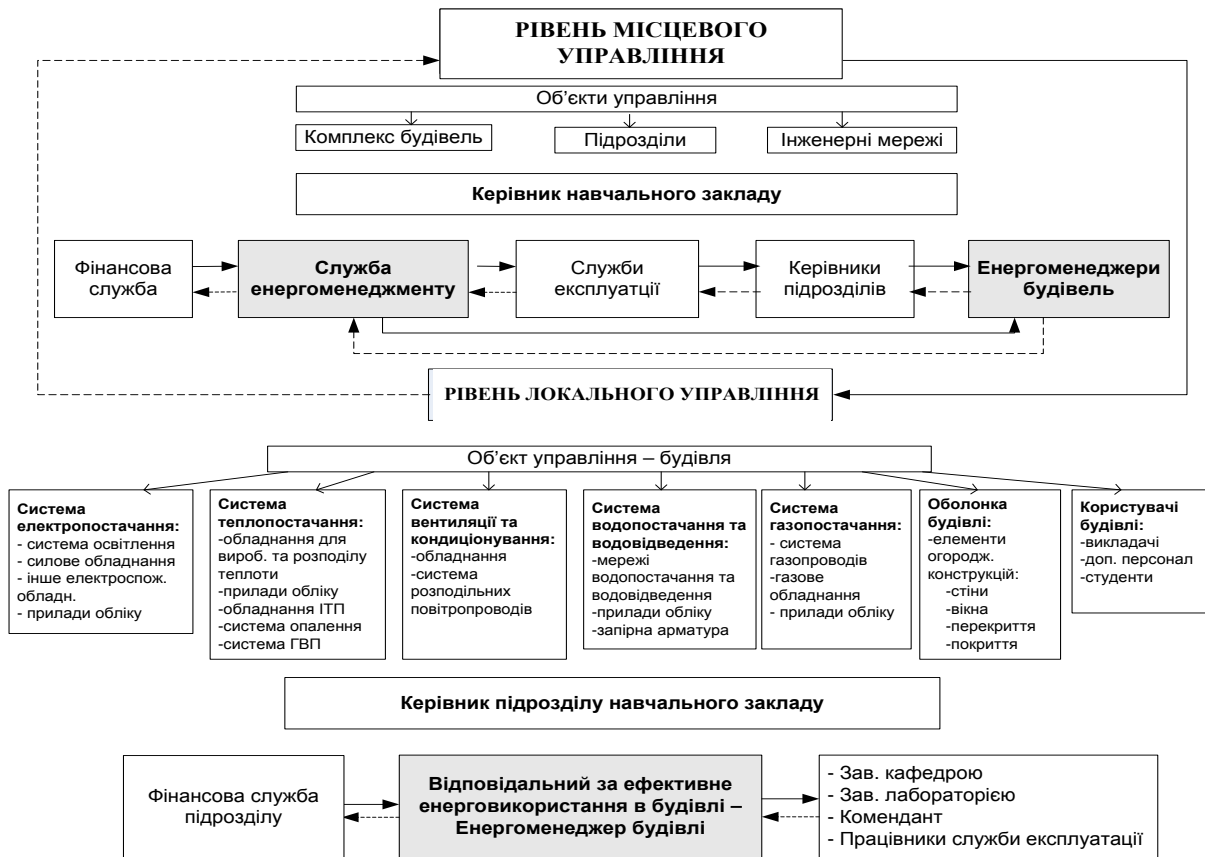 РІВЕНЬ МІСЦЕВОГО
УПРАВЛІННЯ
Об’єкти управління
Комплекс будівель
Підрозділи
Інженерні мережі
Керівник навчального закладу
Фінансова
служба
Служба
енергоменеджменту
Служби
експлуатції
Керівники
підрозділів
Енергоменеджери
будівель
РІВЕНЬ ЛОКАЛЬНОГО УПРАВЛІННЯ
Об’єкт управління – будівля
Система
електропостачання:
- система освітлення
- силове обладнання
- інше електроспож.
обладн.
- прилади обліку
Система
теплопостачання:
-обладнання для
вироб. та розподілу
теплоти
-прилади обліку
-обладнання ІТП
-система опалення
-система ГВП
Система
вентиляції та
кондиціонування:
-обладнання
-система
розподільних
повітропроводів
Система
водопостачання та
водовідведення:
-мережі
водопостачання та
водовідведення
-прилади обліку
-запірна арматура
Система
газопостачання:
- система
газопроводів
-газове
обладнання
- прилади обліку
Оболонка
будівлі:
-елементи
огородж.
конструкцій:
-стіни
-вікна
-перекриття
-покриття
Користувачі
будівлі:
-викладачі
-доп. персонал
-студенти
Керівник підрозділу навчального закладу
Фінансова служба
підрозділу
Відповідальний за ефективне
енерговикористання в будівлі –
Енергоменеджер будівлі
- Зав. кафедрою
- Зав. лабораторією
- Комендант
- Працівники служби експлуатації